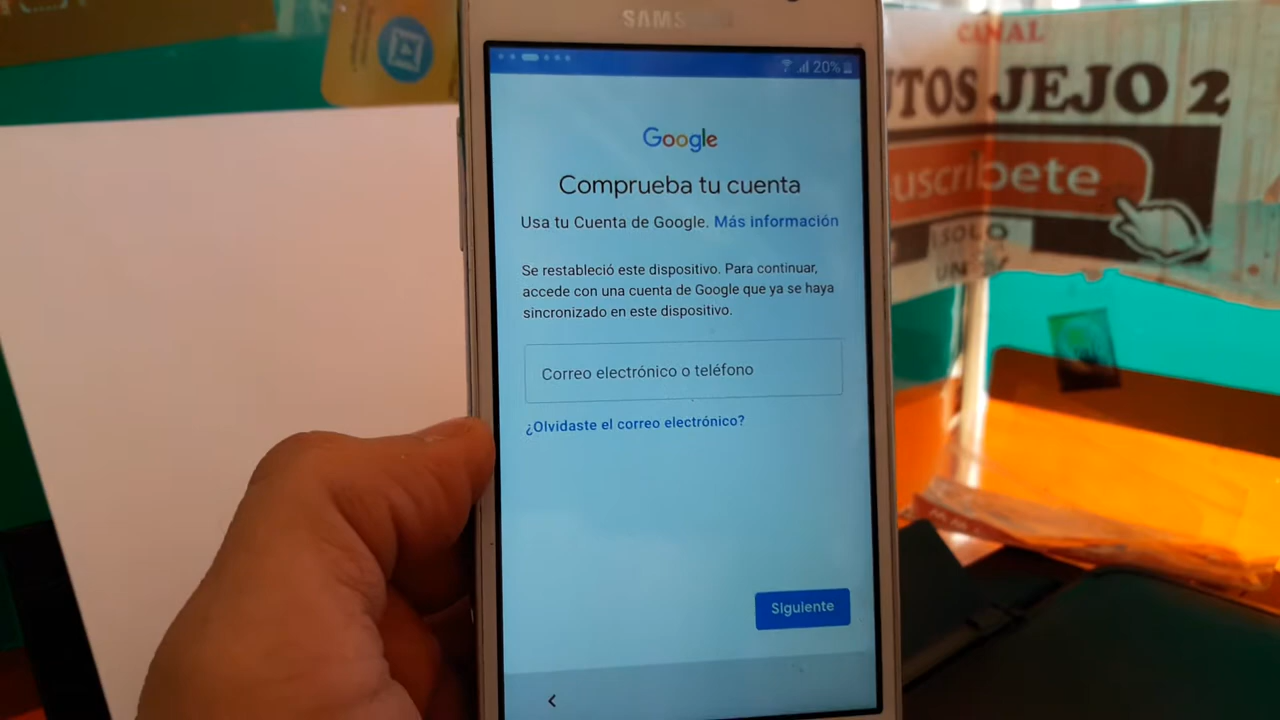 SAMS
20%
Google
Comprueba tu cuenta
Usa tu Cuenta de Google. Más información
Se restableció este dispositivo. Para continuar,
accede con una cuenta de Google que ya se haya
sincronizado en este dispositivo.
Correo electrónico o teléfono
¿Olvidaste el correo electrónico?
Siguiente
CANAL
UTOS JEJO 2
uscribete
SOLO
UN